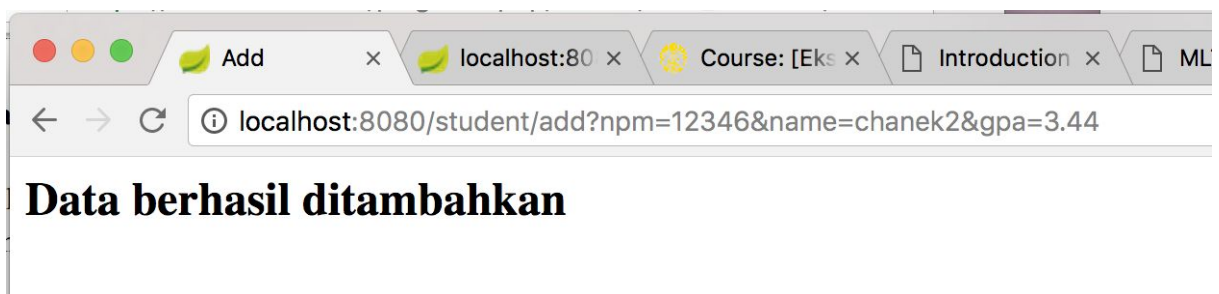 Add
localhost:80
Course: [Eks
Introduction
ML
localhost:8080/student/add?npm=12346&name=chanek2&gpa=3.44
Data berhasil ditambahkan